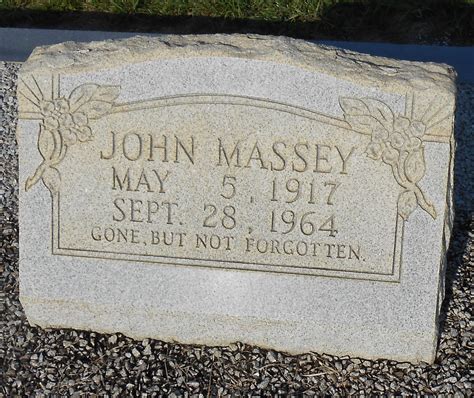 JOHN MASSEY
MAY 5, 1917
SEPT. 28, 1964
GONE, BUT NOT FORGOTTEN.